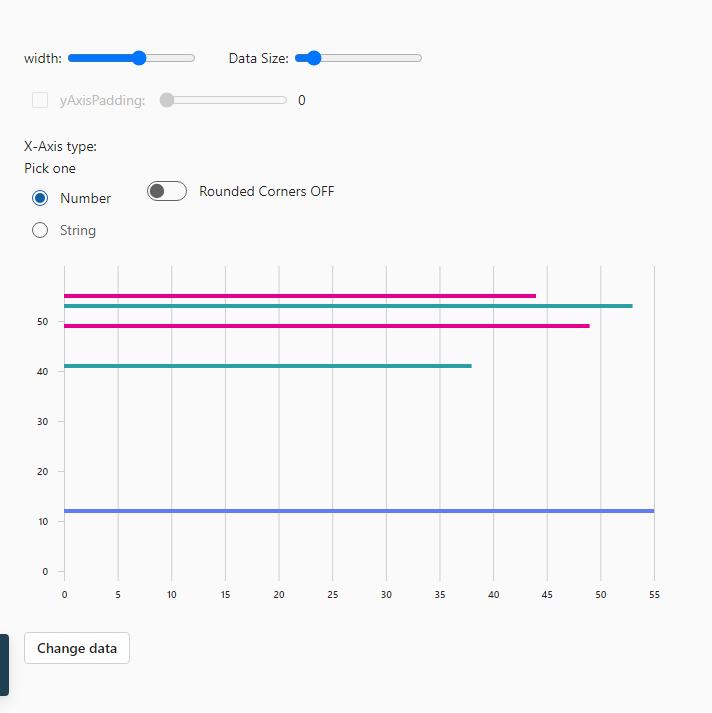 width: Data Size:
yAxisPadding: 0
X-Axis type:
Pick one
Number Rounded Corners OFF
String
50
40
30
20
10
0
0 5 10 15 20 25 30 35 40 45 50 55
Change data